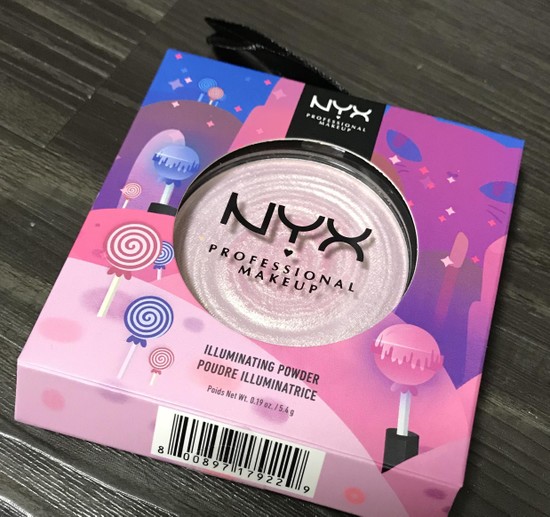 NYX
PROFESSIONAL
MAKEUP
NYX
PROFESSIONAL
MAKEUP
ILLUMINATING POWDER
POUDRE ILLUMINATRICE
Poids Net Wt. 0.19 oz. / 5.4 g
8 00897 17922 9